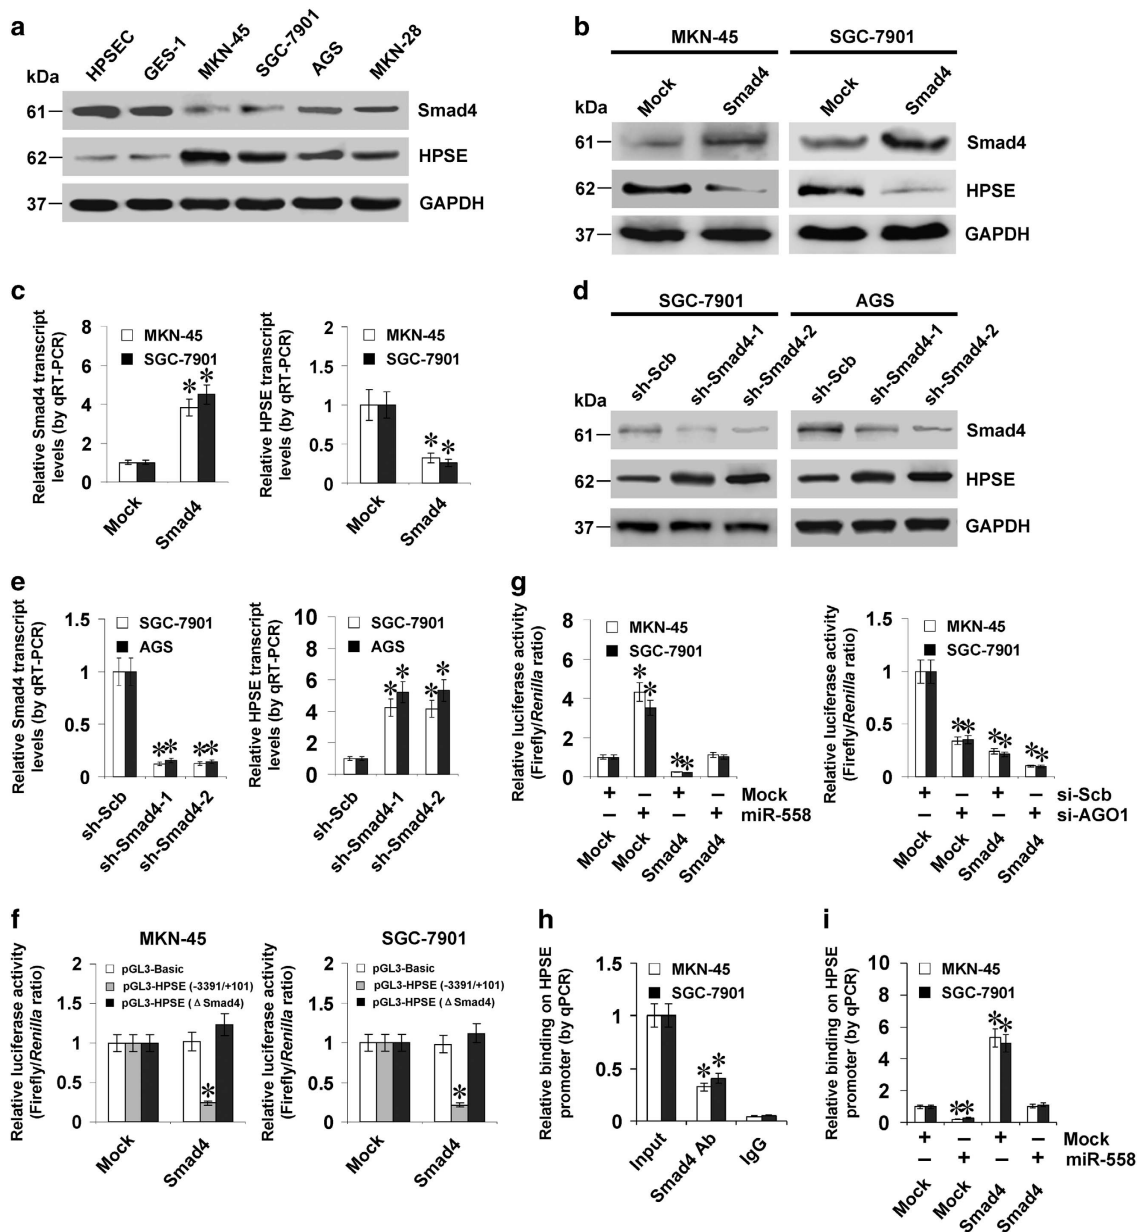 a
HPSEC GES-1 MKN-45 SGC-7901 AGS MKN-28
kDa
61 Smad4
62 HPSE
37 GAPDH
b
MKN-45 SGC-7901
Mock Smad4 Mock Smad4
kDa
61 Smad4
62 HPSE
37 GAPDH
c
Relative Smad4 transcript
levels (by qRT-PCR)
8
6
4
2
0
MKN-45
SGC-7901
* *
Mock Smad4
Relative HPSE transcript
levels (by qRT-PCR)
2
1.5
1
0.5
0
MKN-45
SGC-7901
* *
Mock Smad4
d
SGC-7901 AGS
sh-Scb sh-Smad4-1 sh-Smad4-2 sh-Scb sh-Smad4-1 sh-Smad4-2
kDa
61 Smad4
62 HPSE
37 GAPDH
e
Relative Smad4 transcript
levels (by qRT-PCR)
1.5
1
0.5
0
SGC-7901
AGS
* * * *
sh-Scb sh-Smad4-1 sh-Smad4-2
Relative HPSE transcript
levels (by qRT-PCR)
10
8
6
4
2
0
SGC-7901
AGS
* * * *
sh-Scb sh-Smad4-1 sh-Smad4-2
g
Relative luciferase activity
(Firefly/Renilla ratio)
8
6
4
2
0
MKN-45
SGC-7901
* * * *
+ − + − Mock
− + − + miR-558
Mock Mock Smad4 Smad4
Relative luciferase activity
(Firefly/Renilla ratio)
1.5
1
0.5
0
MKN-45
SGC-7901
* * * * * *
+ − + − si-Scb
− + − + si-AGO1
Mock Mock Smad4 Smad4
f
MKN-45
Relative luciferase activity
(Firefly/Renilla ratio)
2
1.5
1
0.5
0
pGL3-Basic
pGL3-HPSE (-3391/+101)
pGL3-HPSE (Δ Smad4)
*
Mock Smad4
SGC-7901
Relative luciferase activity
(Firefly/Renilla ratio)
2
1.5
1
0.5
0
pGL3-Basic
pGL3-HPSE (-3391/+101)
pGL3-HPSE (Δ Smad4)
*
Mock Smad4
h
Relative binding on HPSE
promoter (by qPCR)
1.5
1
0.5
0
MKN-45
SGC-7901
* *
Input Smad4 Ab IgG
i
Relative binding on HPSE
promoter (by qPCR)
10
8
6
4
2
0
MKN-45
SGC-7901
* * * *
+ − + − Mock
− + − + miR-558
Mock Mock Smad4 Smad4